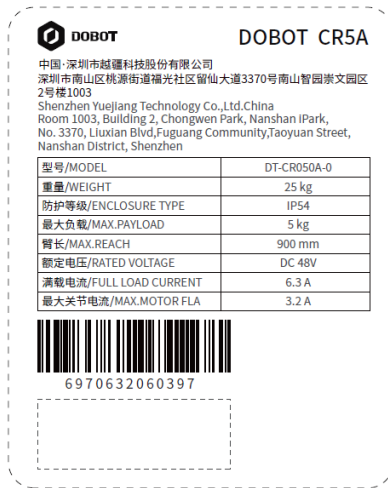 DOBOT
DOBOT CR5A
中国·深圳市越疆科技股份有限公司
深圳市南山区桃源街道福光社区留仙大道3370号南山智园崇文园区
2号楼1003
Shenzhen Yuejiang Technology Co.,Ltd.China
Room 1003, Building 2, Chongwen Park, Nanshan iPark,
No. 3370, Liuxian Blvd,Fuguang Community,Taoyuan Street,
Nanshan District, Shenzhen
型号/MODEL DT-CR050A-0
重量/WEIGHT 25 kg
防护等级/ENCLOSURE TYPE IP54
最大负载/MAX.PAYLOAD 5 kg
臂长/MAX.REACH 900 mm
额定电压/RATED VOLTAGE DC 48V
满载电流/FULL LOAD CURRENT 6.3 A
最大关节电流/MAX.MOTOR FLA 3.2 A
6970632060397